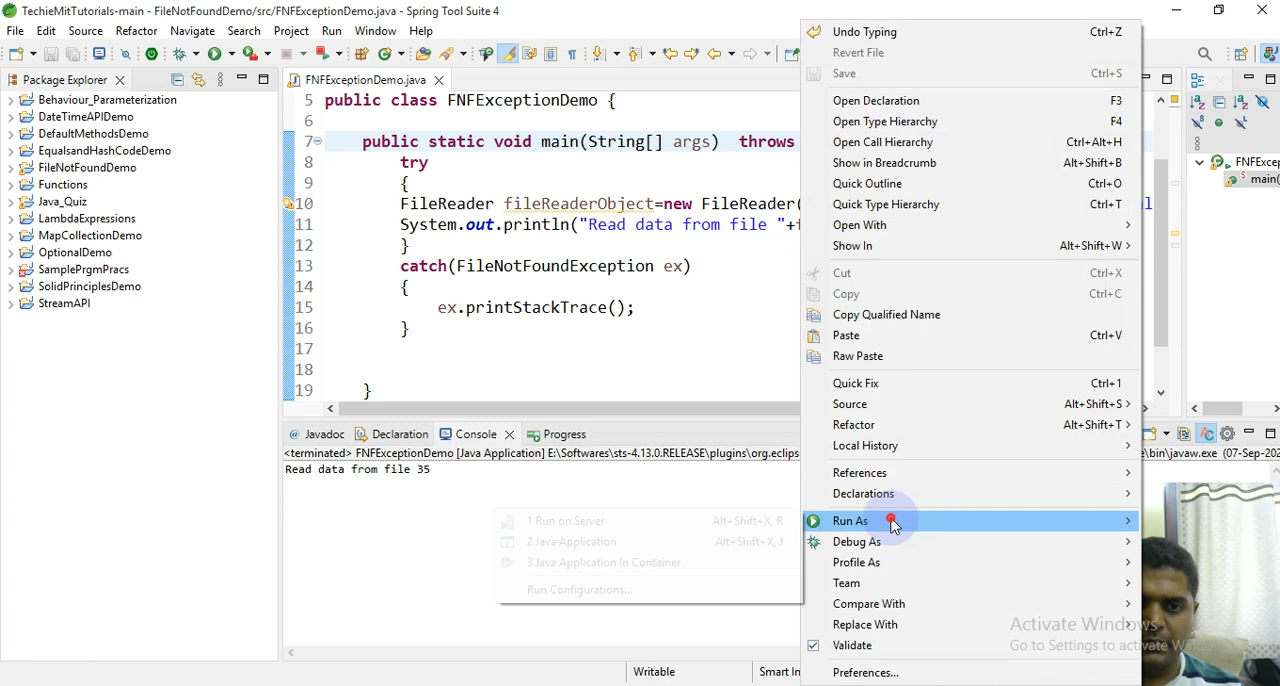 TechieMitTutorials-main - FileNotFoundDemo/src/FNFExceptionDemo.java - Spring Tool Suite 4
File Edit Source Refactor Navigate Search Project Run Window Help
Package Explorer
Behaviour_Parameterization
DateTimeAPIDemo
DefaultMethodsDemo
EqualsandHashCodeDemo
FileNotFoundDemo
Functions
Java_Quiz
LambdaExpressions
MapCollectionDemo
OptionalDemo
SamplePrgmPracs
SolidPrinciplesDemo
StreamAPI
FNFExceptionDemo.java
5 public class FNFExceptionDemo {
6
7 public static void main(String[] args) throws
8 try
9 {
10 FileReader fileReaderObject=new FileReader(
11 System.out.println("Read data from file "+
12 }
13 catch(FileNotFoundException ex)
14 {
15 ex.printStackTrace();
16 }
17
18
19 }
Javadoc Declaration Console Progress
<terminated> FNFExceptionDemo [Java Application] E:\Softwares\sts-4.13.0.RELEASE\plugins\org.eclips
e\bin\javaw.exe (07-Sep-202
Read data from file 35
1 Run on Server Alt+Shift+X, R
2 Java Application Alt+Shift+X, J
3 Java Application In Container
Run Configurations...
Undo Typing Ctrl+Z
Revert File
Save Ctrl+S
Open Declaration F3
Open Type Hierarchy F4
Open Call Hierarchy Ctrl+Alt+H
Show in Breadcrumb Alt+Shift+B
Quick Outline Ctrl+O
Quick Type Hierarchy Ctrl+T
Open With
Show In Alt+Shift+W
Cut Ctrl+X
Copy Ctrl+C
Copy Qualified Name
Paste Ctrl+V
Raw Paste
Quick Fix Ctrl+1
Source Alt+Shift+S
Refactor Alt+Shift+T
Local History
References
Declarations
Run As
Debug As
Profile As
Team
Compare With
Replace With
Validate
Preferences...
FNFExcep
main(
Activate Windows
Go to Settings to activate
Writable
Smart In